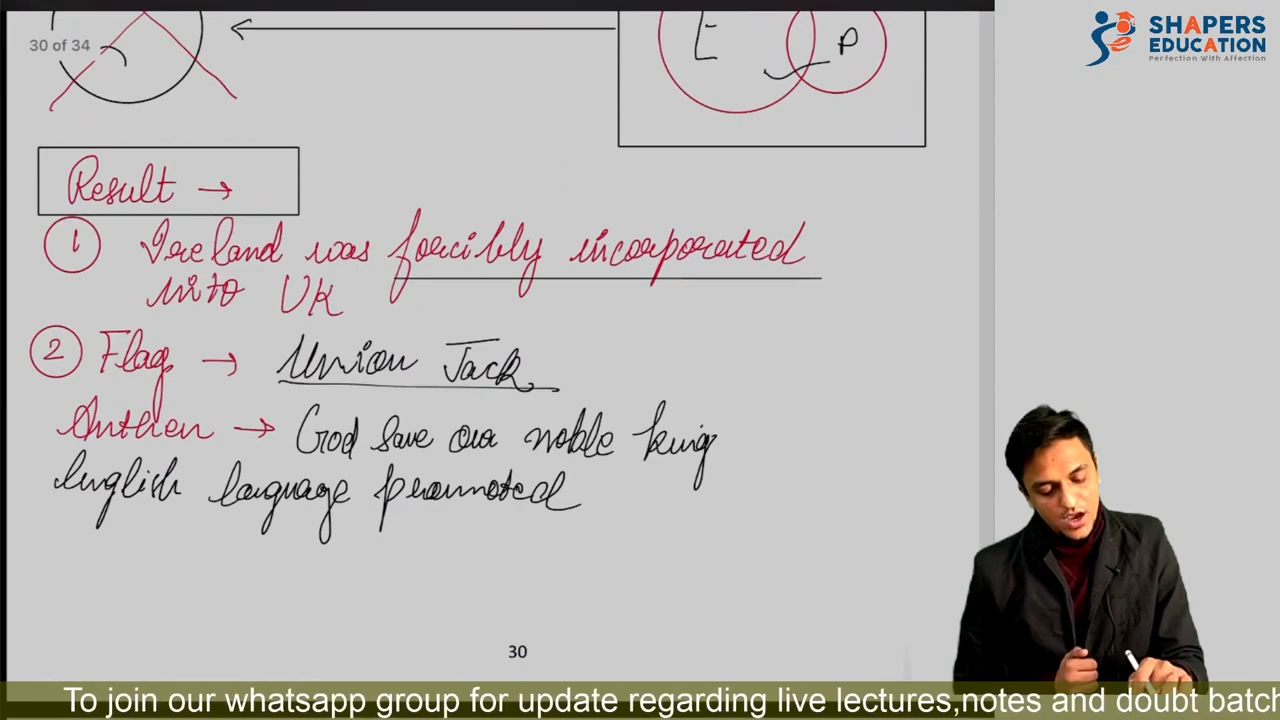 30 of 34
E
P
SHAPERS
EDUCATION
Perfection With Affection
Result →
1 Ireland was forcibly incorporated
into UK
2 Flag → Union Jack
Anthem → God save our noble king
English language promoted
30
To join our whatsapp group for update regarding live lectures,notes and doubt batch